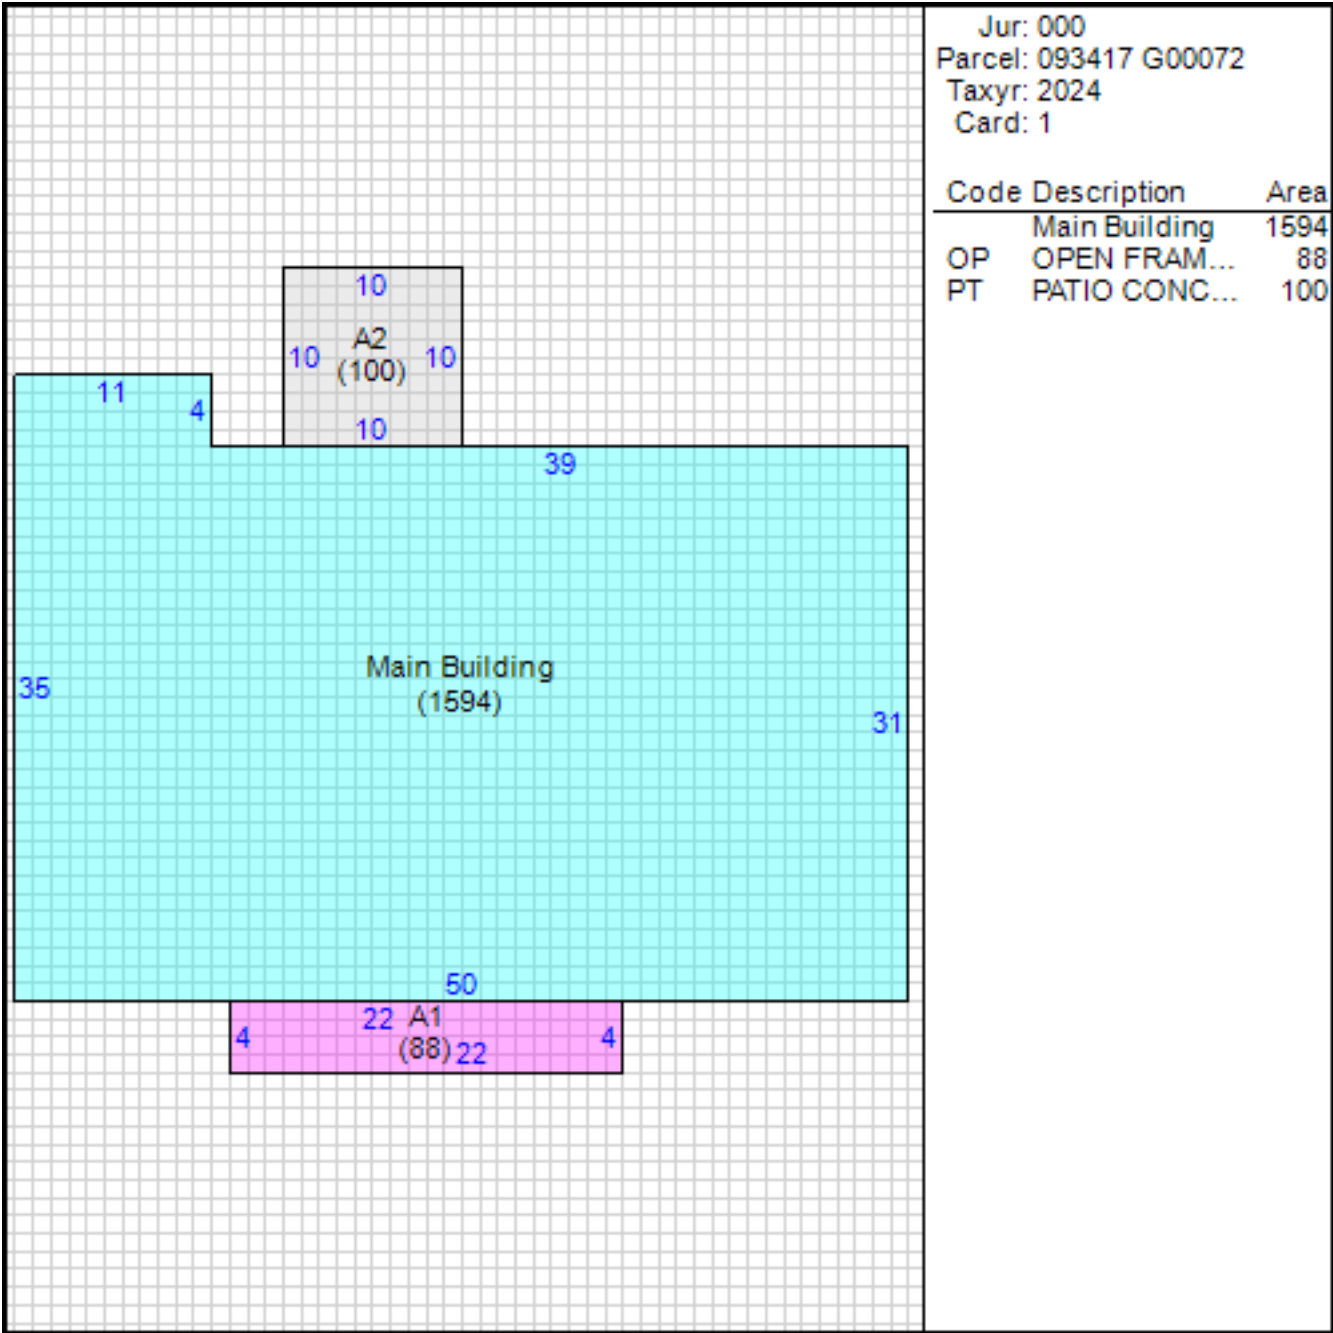 Jur: 000
Parcel: 093417 G00072
Taxyr: 2024
Card: 1
Code Description Area
Main Building 1594
OP OPEN FRAM... 88
PT PATIO CONC... 100
10
A2
10 10
(100)
10
11
4
39
Main Building
(1594)
35
31
50
22 A1
4 4
(88) 22